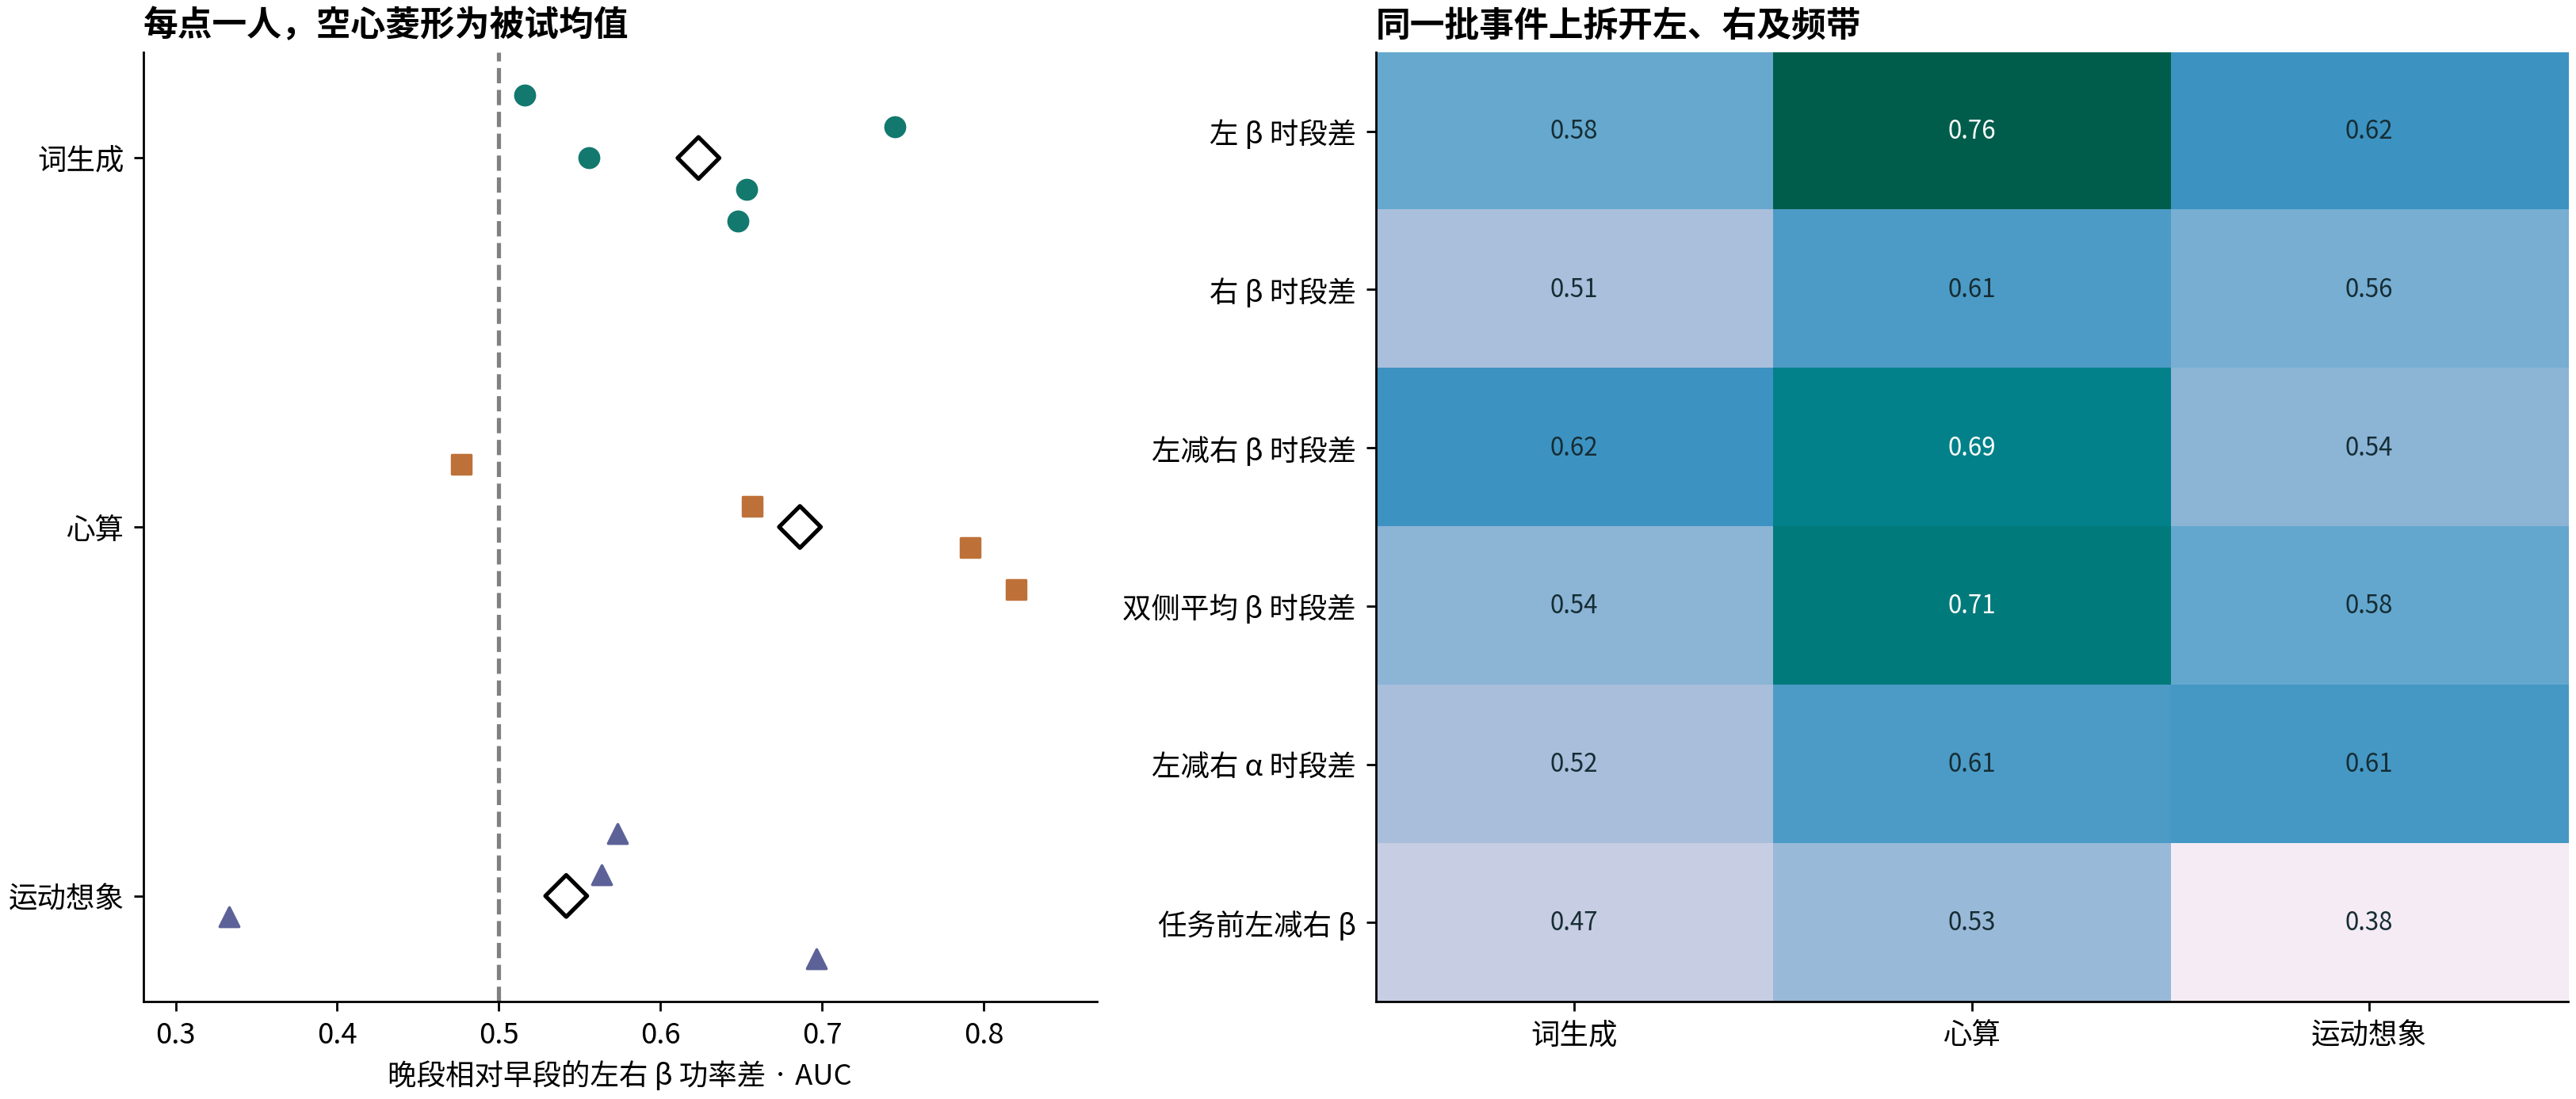 每点一人，空心菱形为被试均值
词生成
心算
运动想象
0.3 0.4 0.5 0.6 0.7 0.8
晚段相对早段的左右 β 功率差 · AUC
同一批事件上拆开左、右及频带
左 β 时段差 0.58 0.76 0.62
右 β 时段差 0.51 0.61 0.56
左减右 β 时段差 0.62 0.69 0.54
双侧平均 β 时段差 0.54 0.71 0.58
左减右 α 时段差 0.52 0.61 0.61
任务前左减右 β 0.47 0.53 0.38
词生成 心算 运动想象